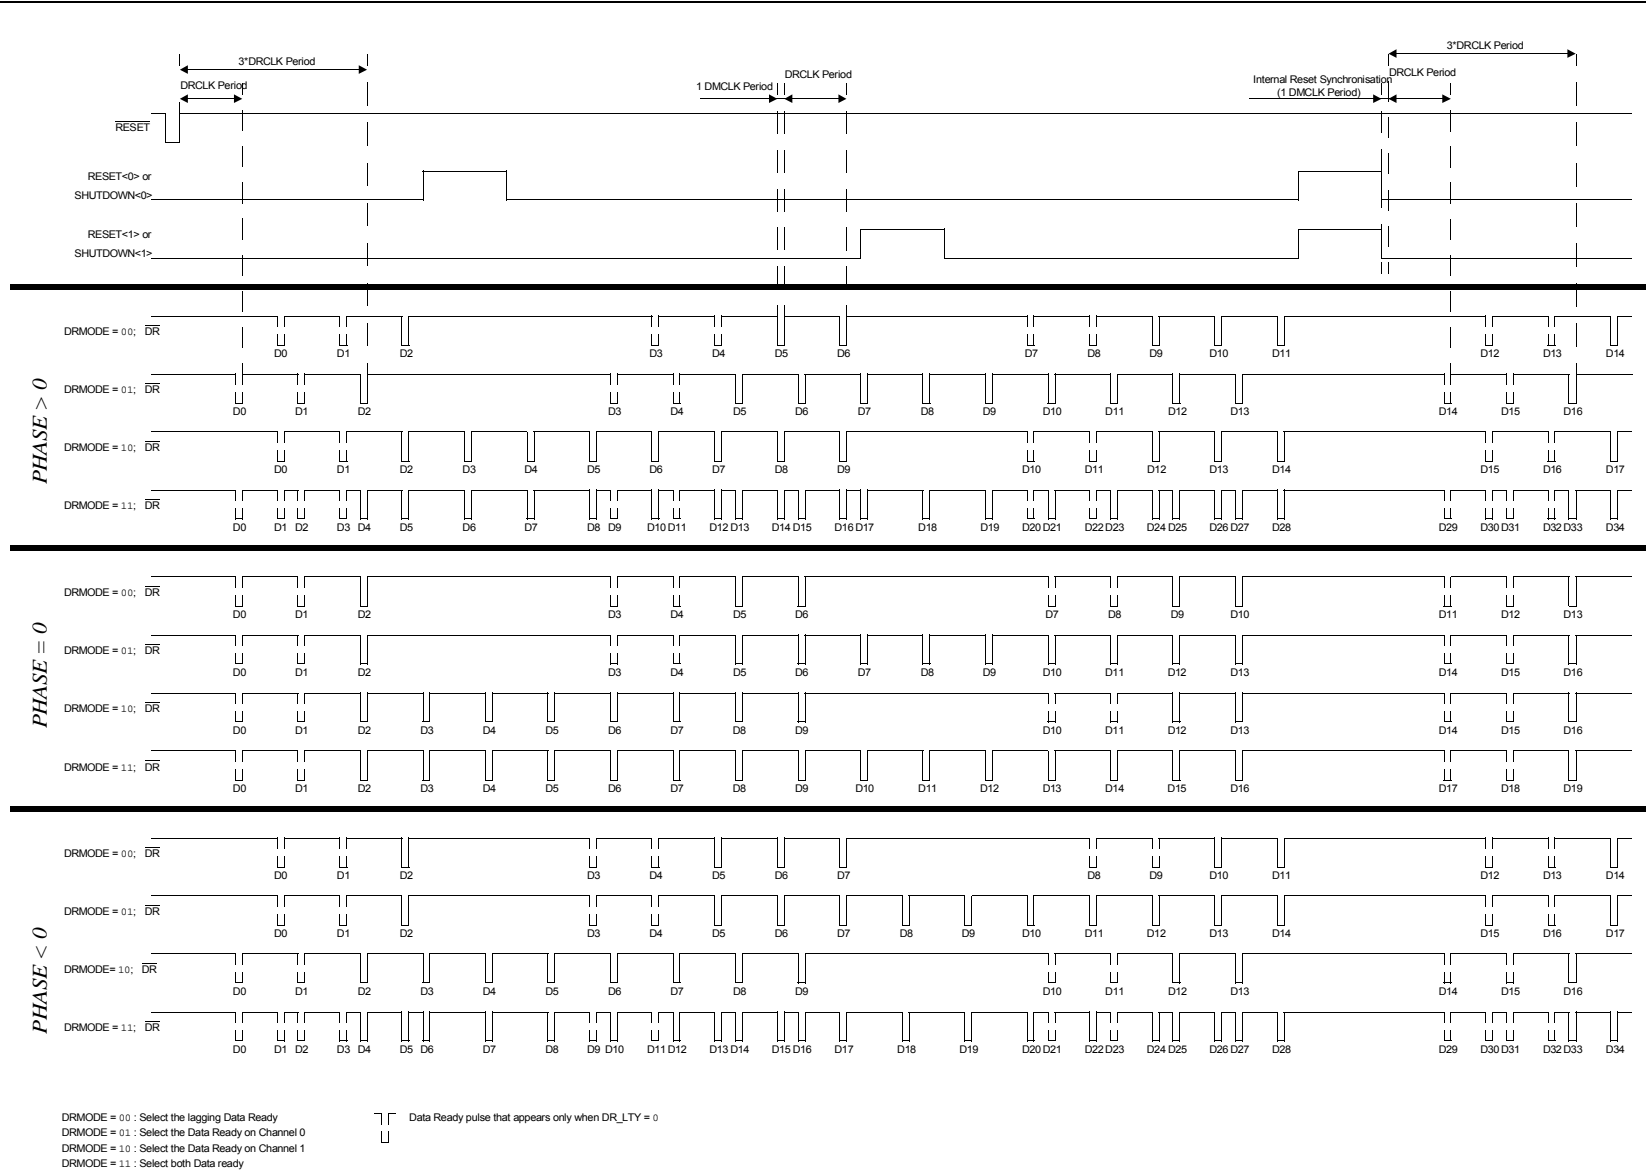 3*DRCLK Period
3*DRCLK Period
DRCLK Period
1 DMCLK Period
DRCLK Period
Internal Reset Synchronisation
(1 DMCLK Period)
DRCLK Period
RESET
RESET<0> or
SHUTDOWN<0>
RESET<1> or
SHUTDOWN<1>
PHASE > 0
DRMODE = 00; DR
D0 D1 D2 D3 D4 D5 D6 D7 D8 D9 D10 D11 D12 D13 D14
DRMODE = 01; DR
D0 D1 D2 D3 D4 D5 D6 D7 D8 D9 D10 D11 D12 D13 D14 D15 D16
DRMODE = 10; DR
D0 D1 D2 D3 D4 D5 D6 D7 D8 D9 D10 D11 D12 D13 D14 D15 D16 D17
DRMODE = 11; DR
D0 D1 D2 D3 D4 D5 D6 D7 D8 D9 D10 D11 D12 D13 D14 D15 D16 D17 D18 D19 D20 D21 D22 D23 D24 D25 D26 D27 D28 D29 D30 D31 D32 D33 D34
PHASE = 0
DRMODE = 00; DR
D0 D1 D2 D3 D4 D5 D6 D7 D8 D9 D10 D11 D12 D13
DRMODE = 01; DR
D0 D1 D2 D3 D4 D5 D6 D7 D8 D9 D10 D11 D12 D13 D14 D15 D16
DRMODE = 10; DR
D0 D1 D2 D3 D4 D5 D6 D7 D8 D9 D10 D11 D12 D13 D14 D15 D16
DRMODE = 11; DR
D0 D1 D2 D3 D4 D5 D6 D7 D8 D9 D10 D11 D12 D13 D14 D15 D16 D17 D18 D19
PHASE < 0
DRMODE = 00; DR
D0 D1 D2 D3 D4 D5 D6 D7 D8 D9 D10 D11 D12 D13 D14
DRMODE = 01; DR
D0 D1 D2 D3 D4 D5 D6 D7 D8 D9 D10 D11 D12 D13 D14 D15 D16 D17
DRMODE= 10; DR
D0 D1 D2 D3 D4 D5 D6 D7 D8 D9 D10 D11 D12 D13 D14 D15 D16
DRMODE = 11; DR
D0 D1 D2 D3 D4 D5 D6 D7 D8 D9 D10 D11 D12 D13 D14 D15 D16 D17 D18 D19 D20 D21 D22 D23 D24 D25 D26 D27 D28 D29 D30 D31 D32 D33 D34
DRMODE = 00 : Select the lagging Data Ready
DRMODE = 01 : Select the Data Ready on Channel 0
DRMODE = 10 : Select the Data Ready on Channel 1
DRMODE = 11 : Select both Data ready
Data Ready pulse that appears only when DR_LTY = 0